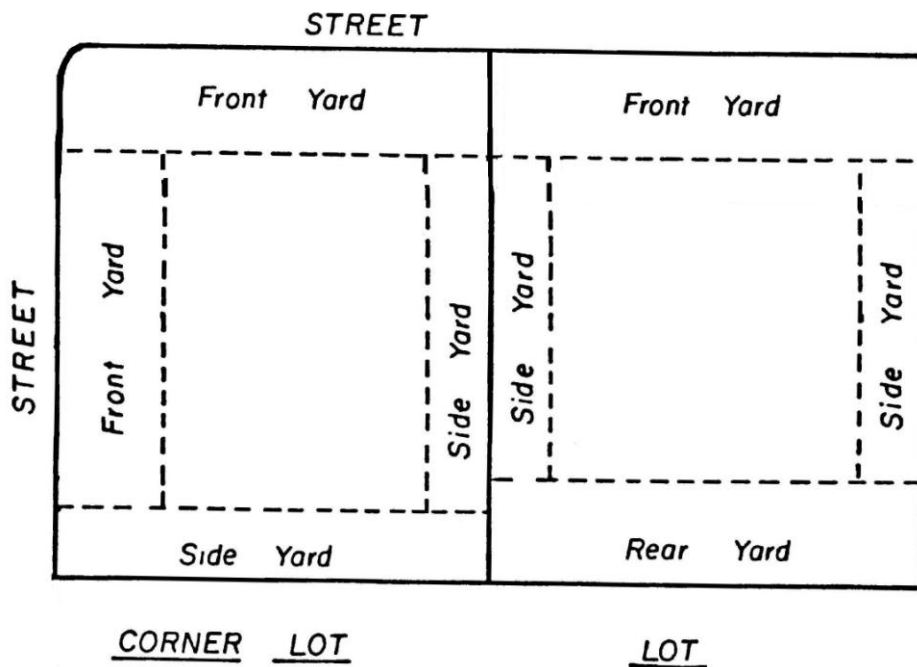 STREET
Front Yard
Front Yard
STREET
Front Yard
Side Yard
Side Yard
Side Yard
Side Yard
Rear Yard
CORNER LOT
LOT